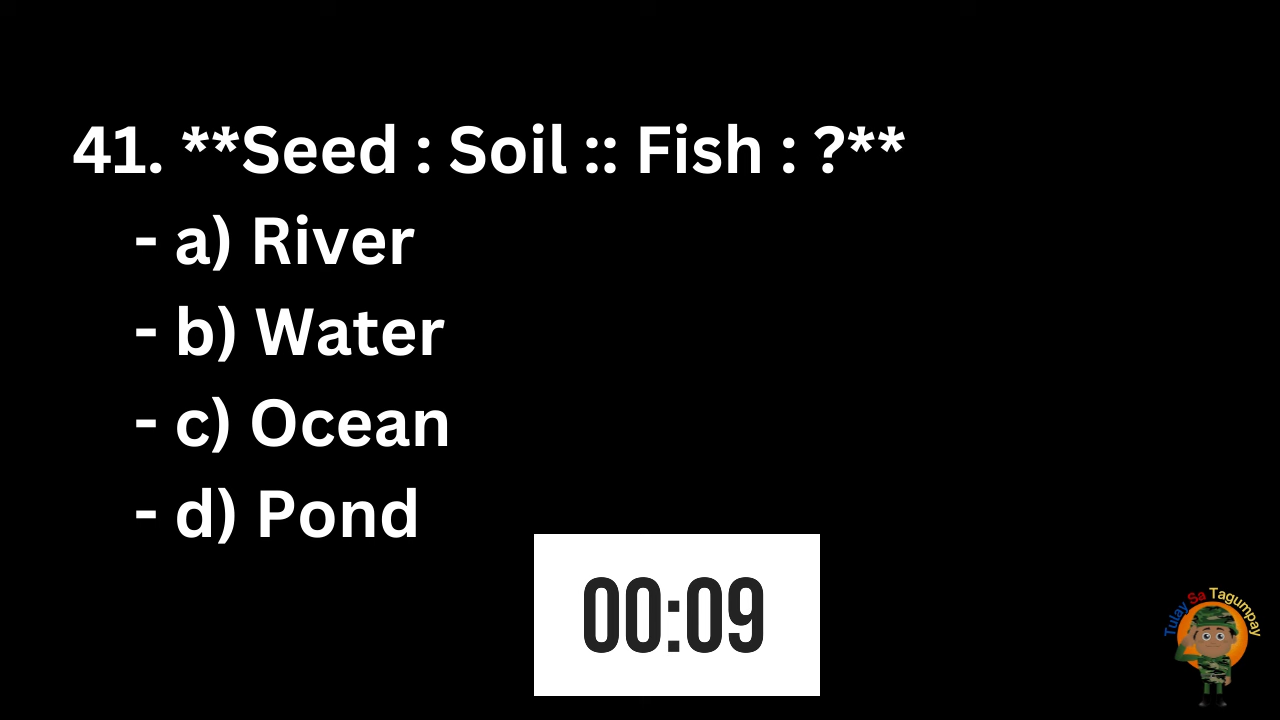 41. **Seed : Soil :: Fish : ?**
- a) River
- b) Water
- c) Ocean
- d) Pond
00:09
Tulay Sa Tagumpay